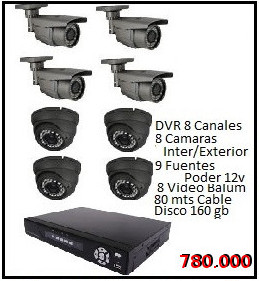 DVR 8 Canales
8 Camaras
Inter/Exterior
9 Fuentes
Poder 12v
8 Video Balum
80 mts Cable
Disco 160 gb
780.000